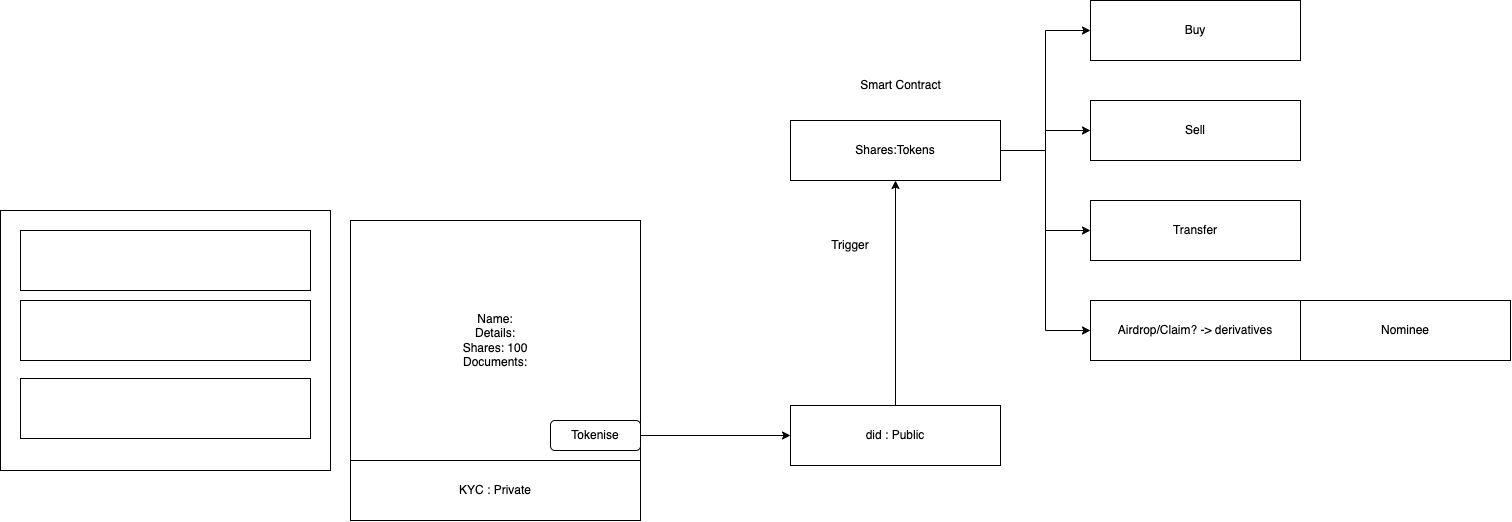 Buy
Smart Contract
Sell
Shares:Tokens
Transfer
Trigger
Airdrop/Claim? -> derivatives
Nominee
Name:
Details:
Shares: 100
Documents:
Tokenise
did : Public
KYC : Private